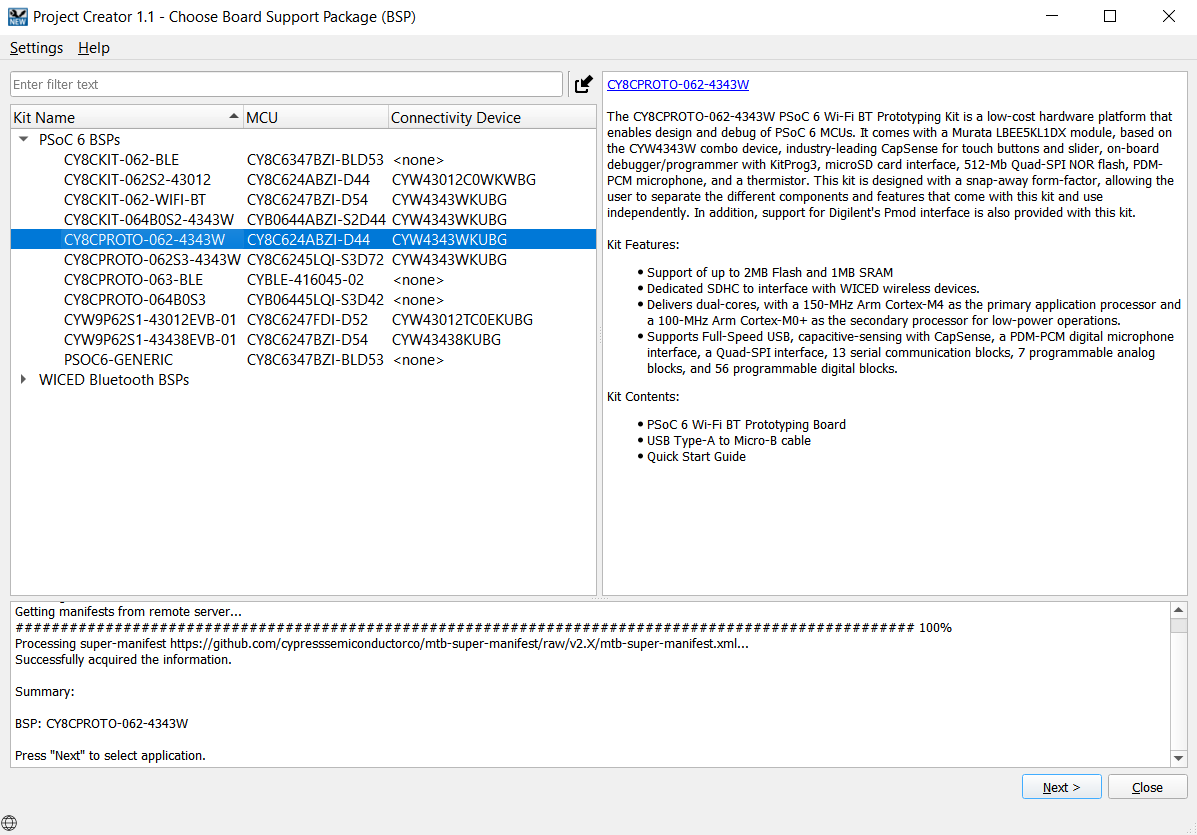 NEW
Project Creator 1.1 - Choose Board Support Package (BSP)
Settings Help
Enter filter text
Kit Name MCU Connectivity Device
PSoC 6 BSPs
CY8CKIT-062-BLE CY8C6347BZI-BLD53 <none>
CY8CKIT-062S2-43012 CY8C624ABZI-D44 CYW43012C0WKWBG
CY8CKIT-062-WIFI-BT CY8C6247BZI-D54 CYW4343WKUBG
CY8CKIT-064B0S2-4343W CYB0644ABZI-S2D44 CYW4343WKUBG
CY8CPROTO-062-4343W CY8C624ABZI-D44 CYW4343WKUBG
CY8CPROTO-062S3-4343W CY8C6245LQI-S3D72 CYW4343WKUBG
CY8CPROTO-063-BLE CYBLE-416045-02 <none>
CY8CPROTO-064B0S3 CYB06445LQI-S3D42 <none>
CYW9P62S1-43012EVB-01 CY8C6247FDI-D52 CYW43012TC0EKUBG
CYW9P62S1-43438EVB-01 CY8C6247BZI-D54 CYW43438KUBG
PSOC6-GENERIC CY8C6347BZI-BLD53 <none>
WICED Bluetooth BSPs
CY8CPROTO-062-4343W
The CY8CPROTO-062-4343W PSoC 6 Wi-Fi BT Prototyping Kit is a low-cost hardware platform that
enables design and debug of PSoC 6 MCUs. It comes with a Murata LBEE5KL1DX module, based on
the CYW4343W combo device, industry-leading CapSense for touch buttons and slider, on-board
debugger/programmer with KitProg3, microSD card interface, 512-Mb Quad-SPI NOR flash, PDM-
PCM microphone, and a thermistor. This kit is designed with a snap-away form-factor, allowing the
user to separate the different components and features that come with this kit and use
independently. In addition, support for Digilent's Pmod interface is also provided with this kit.
Kit Features:
• Support of up to 2MB Flash and 1MB SRAM
• Dedicated SDHC to interface with WICED wireless devices.
• Delivers dual-cores, with a 150-MHz Arm Cortex-M4 as the primary application processor and
a 100-MHz Arm Cortex-M0+ as the secondary processor for low-power operations.
• Supports Full-Speed USB, capacitive-sensing with CapSense, a PDM-PCM digital microphone
interface, a Quad-SPI interface, 13 serial communication blocks, 7 programmable analog
blocks, and 56 programmable digital blocks.
Kit Contents:
• PSoC 6 Wi-Fi BT Prototyping Board
• USB Type-A to Micro-B cable
• Quick Start Guide
Getting manifests from remote server...
#################################################################################################### 100%
Processing super-manifest https://github.com/cypresssemiconductorco/mtb-super-manifest/raw/v2.X/mtb-super-manifest.xml...
Successfully acquired the information.
Summary:
BSP: CY8CPROTO-062-4343W
Press "Next" to select application.
Next > Close